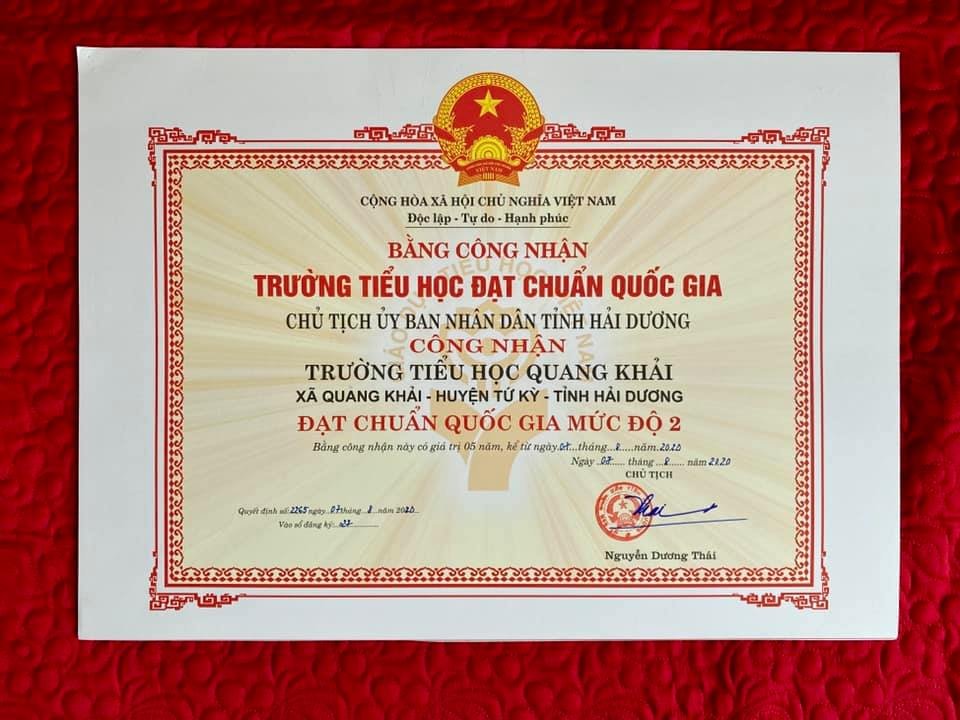 VIỆT NAM
CỘNG HÒA XÃ HỘI CHỦ NGHĨA VIỆT NAM
Độc lập - Tự do - Hạnh phúc
BẰNG CÔNG NHẬN
TRƯỜNG TIỂU HỌC ĐẠT CHUẨN QUỐC GIA
CHỦ TỊCH ỦY BAN NHÂN DÂN TỈNH HẢI DƯƠNG
CÔNG NHẬN
TRƯỜNG TIỂU HỌC QUANG KHẢI
XÃ QUANG KHẢI - HUYỆN TỨ KỲ - TỈNH HẢI DƯƠNG
ĐẠT CHUẨN QUỐC GIA MỨC ĐỘ 2
Bằng công nhận này có giá trị 05 năm, kể từ ngày 07 tháng 8 năm 2020
Ngày 07 tháng 8 năm 2020
CHỦ TỊCH
Quyết định số: 2265 ngày 07 tháng 8 năm 2020
Vào sổ đăng ký: 27
Nguyễn Dương Thái